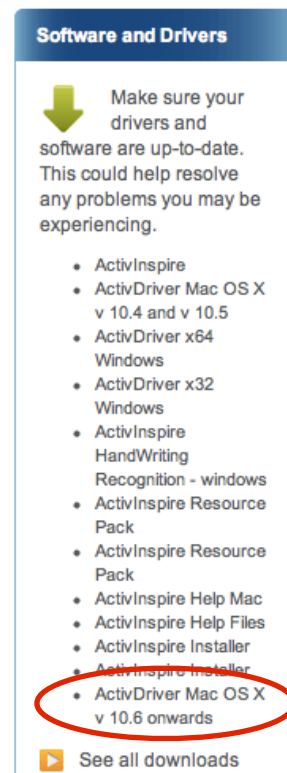 Software and Drivers
Make sure your
drivers and
software are up-to-date.
This could help resolve
any problems you may be
experiencing.
• ActivInspire
• ActivDriver Mac OS X
v 10.4 and v 10.5
• ActivDriver x64
Windows
• ActivDriver x32
Windows
• ActivInspire
HandWriting
Recognition - windows
• ActivInspire Resource
Pack
• ActivInspire Resource
Pack
• ActivInspire Help Mac
• ActivInspire Help Files
• ActivInspire Installer
• ActivInspire Installer
• ActivDriver Mac OS X
v 10.6 onwards
See all downloads